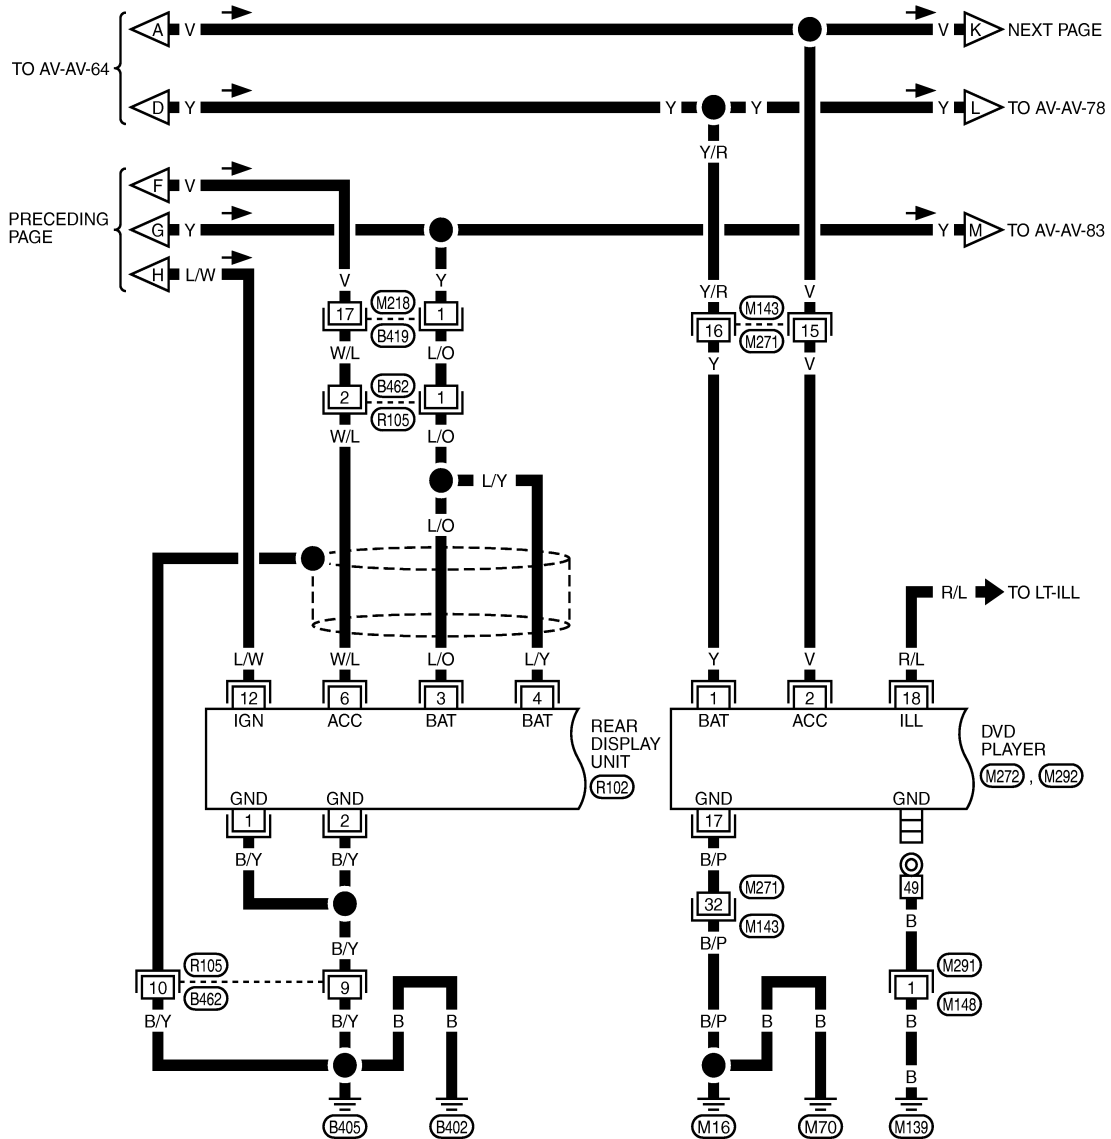 A V V K NEXT PAGE
TO AV-AV-64
D Y Y Y Y L TO AV-AV-78
Y/R
F V
PRECEDING
PAGE
G Y Y M TO AV-AV-83
H L/W
V Y Y/R V
17 M218 1 16 M143 15
B419 M271
W/L L/O Y V
2 B462 1
R105
W/L L/O
L/Y
L/O
R/L TO LT-ILL
L/W W/L L/O L/Y Y V R/L
12 6 3 4 1 2 18
IGN ACC BAT BAT BAT ACC ILL
REAR
DISPLAY
UNIT
R102
DVD
PLAYER
M272 , M292
GND GND GND GND
1 2 17
B/Y B/Y B/P
49
32 M271
M143
B
B/Y B/P
10 R105 9
B462
1 M291
M148
B/Y B/Y B B B/P B B B
B
B405 B402 M16 M70 M139